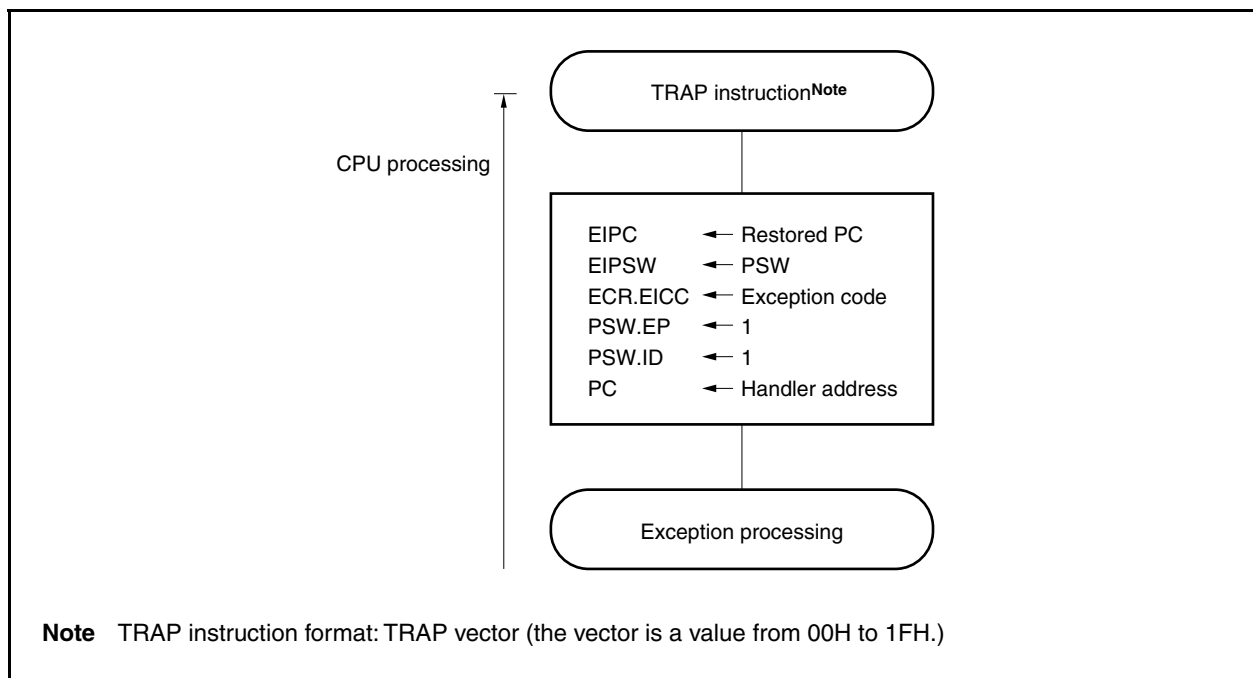 TRAP instructionNote
CPU processing
EIPC ← Restored PC
EIPSW ← PSW
ECR.EICC ← Exception code
PSW.EP ← 1
PSW.ID ← 1
PC ← Handler address
Exception processing
Note TRAP instruction format: TRAP vector (the vector is a value from 00H to 1FH.)